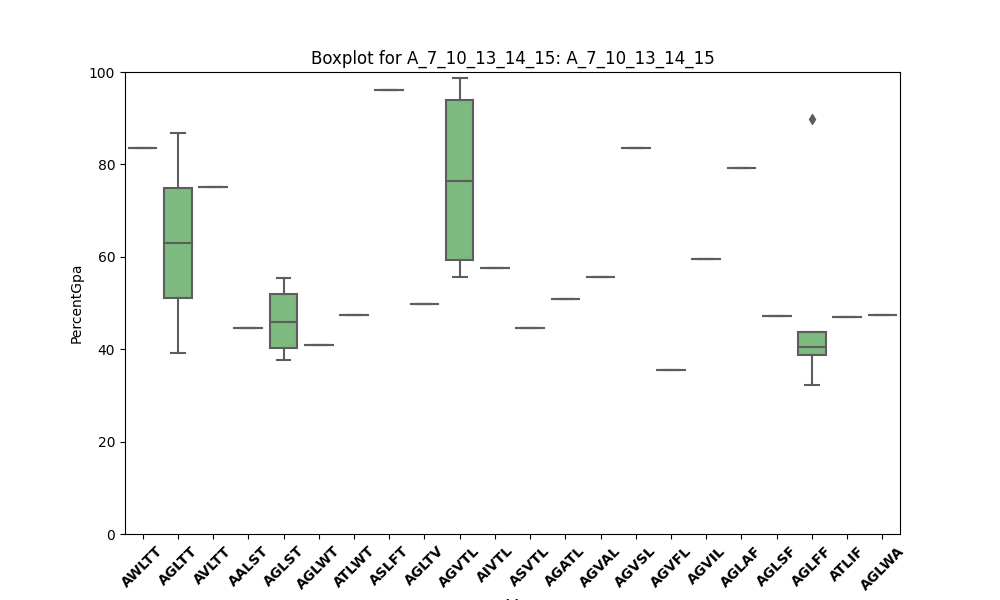 Boxplot for A_7_10_13_14_15: A_7_10_13_14_15
100
80
60
40
20
0
PercentGpa
AWLTT AGLTT AVLTT AALST AGLST AGLWT ATLWT ASLFT AGLTV AGVTL AIVTL ASVTL AGATL AGVAL AGVSL AGVFL AGVIL AGLAF AGLSF AGLFF ATLIF AGLWA